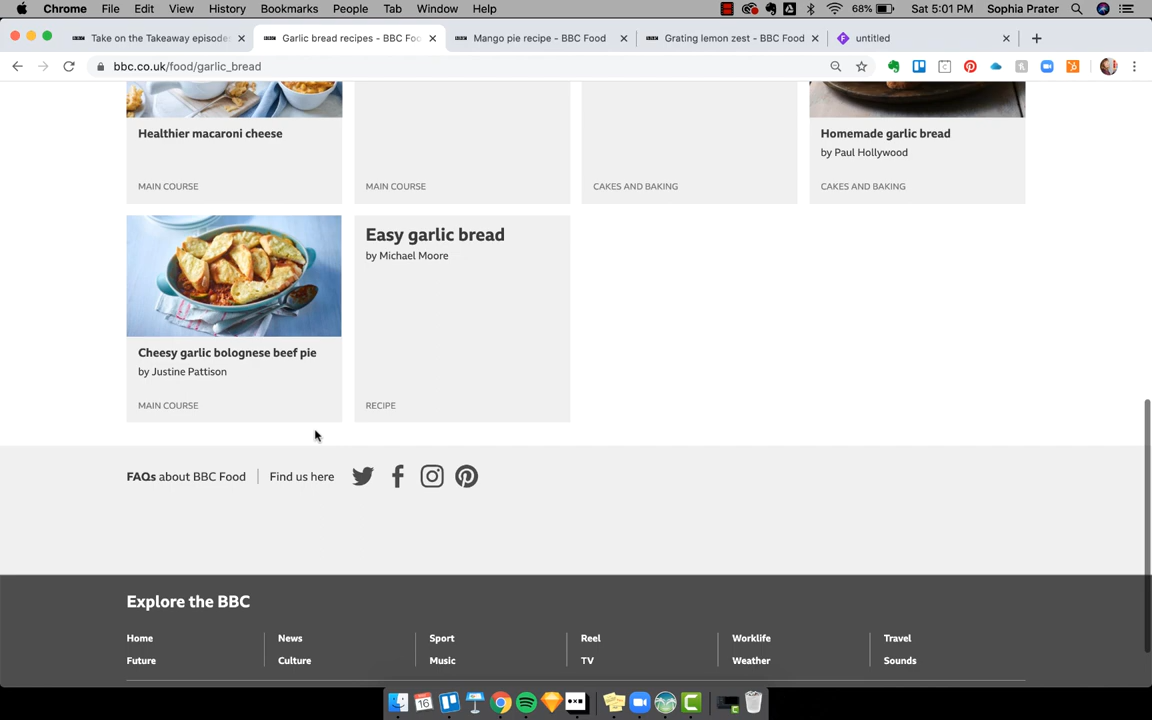 Chrome File Edit View History Bookmarks People Tab Window Help 68% Sat 5:01 PM Sophia Prater
Take on the Takeaway episode Garlic bread recipes - BBC Foo Mango pie recipe - BBC Food Grating lemon zest - BBC Food untitled
bbc.co.uk/food/garlic_bread
Healthier macaroni cheese
Homemade garlic bread
by Paul Hollywood
MAIN COURSE
MAIN COURSE
CAKES AND BAKING
CAKES AND BAKING
Easy garlic bread
by Michael Moore
Cheesy garlic bolognese beef pie
by Justine Pattison
MAIN COURSE
RECIPE
FAQs about BBC Food Find us here
Explore the BBC
Home News Sport Reel Worklife Travel
Future Culture Music TV Weather Sounds